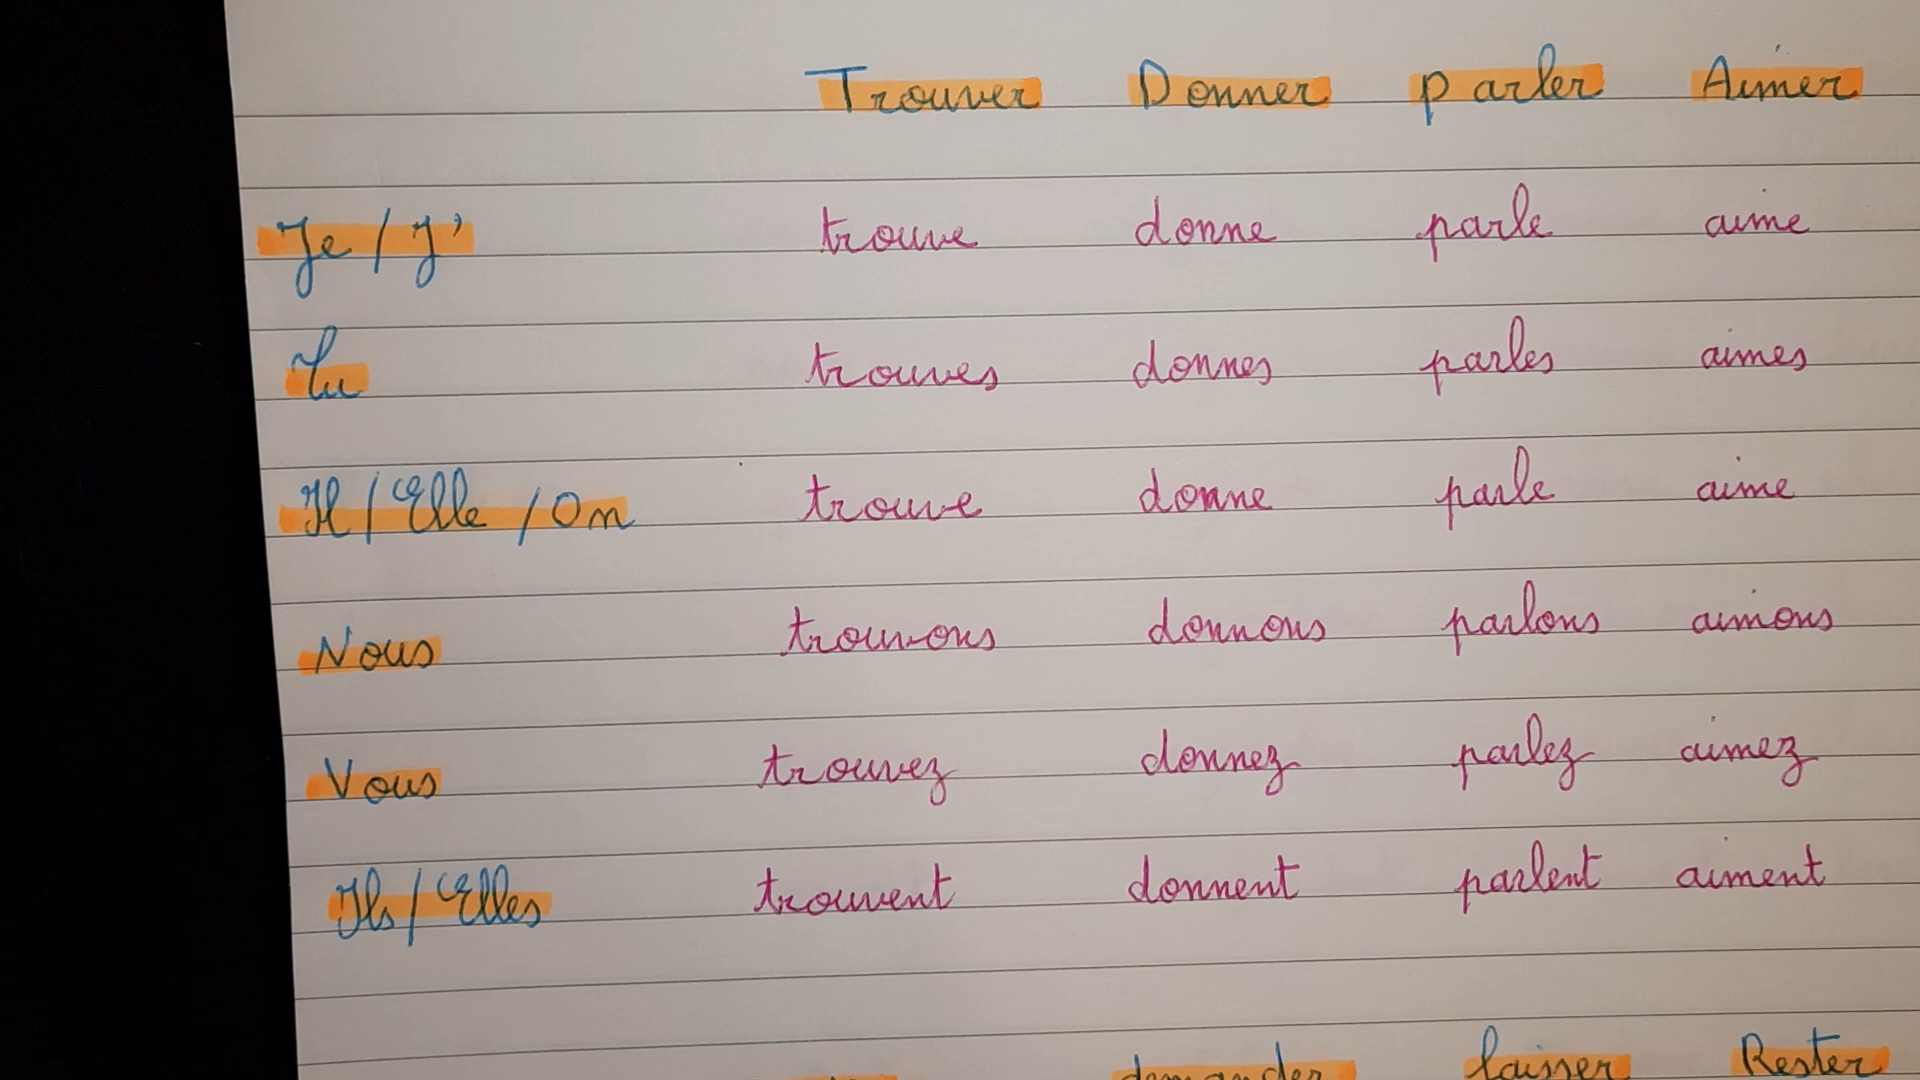 Trouver Donner parler Aimer
Je / J' trouve donne parle aime
Tu trouves donnes parles aimes
Il / Elle / On trouve donne parle aime
Nous trouvons donnons parlons aimons
Vous trouvez donnez parlez aimez
Ils / Elles trouvent donnent parlent aiment
demander laisser Rester